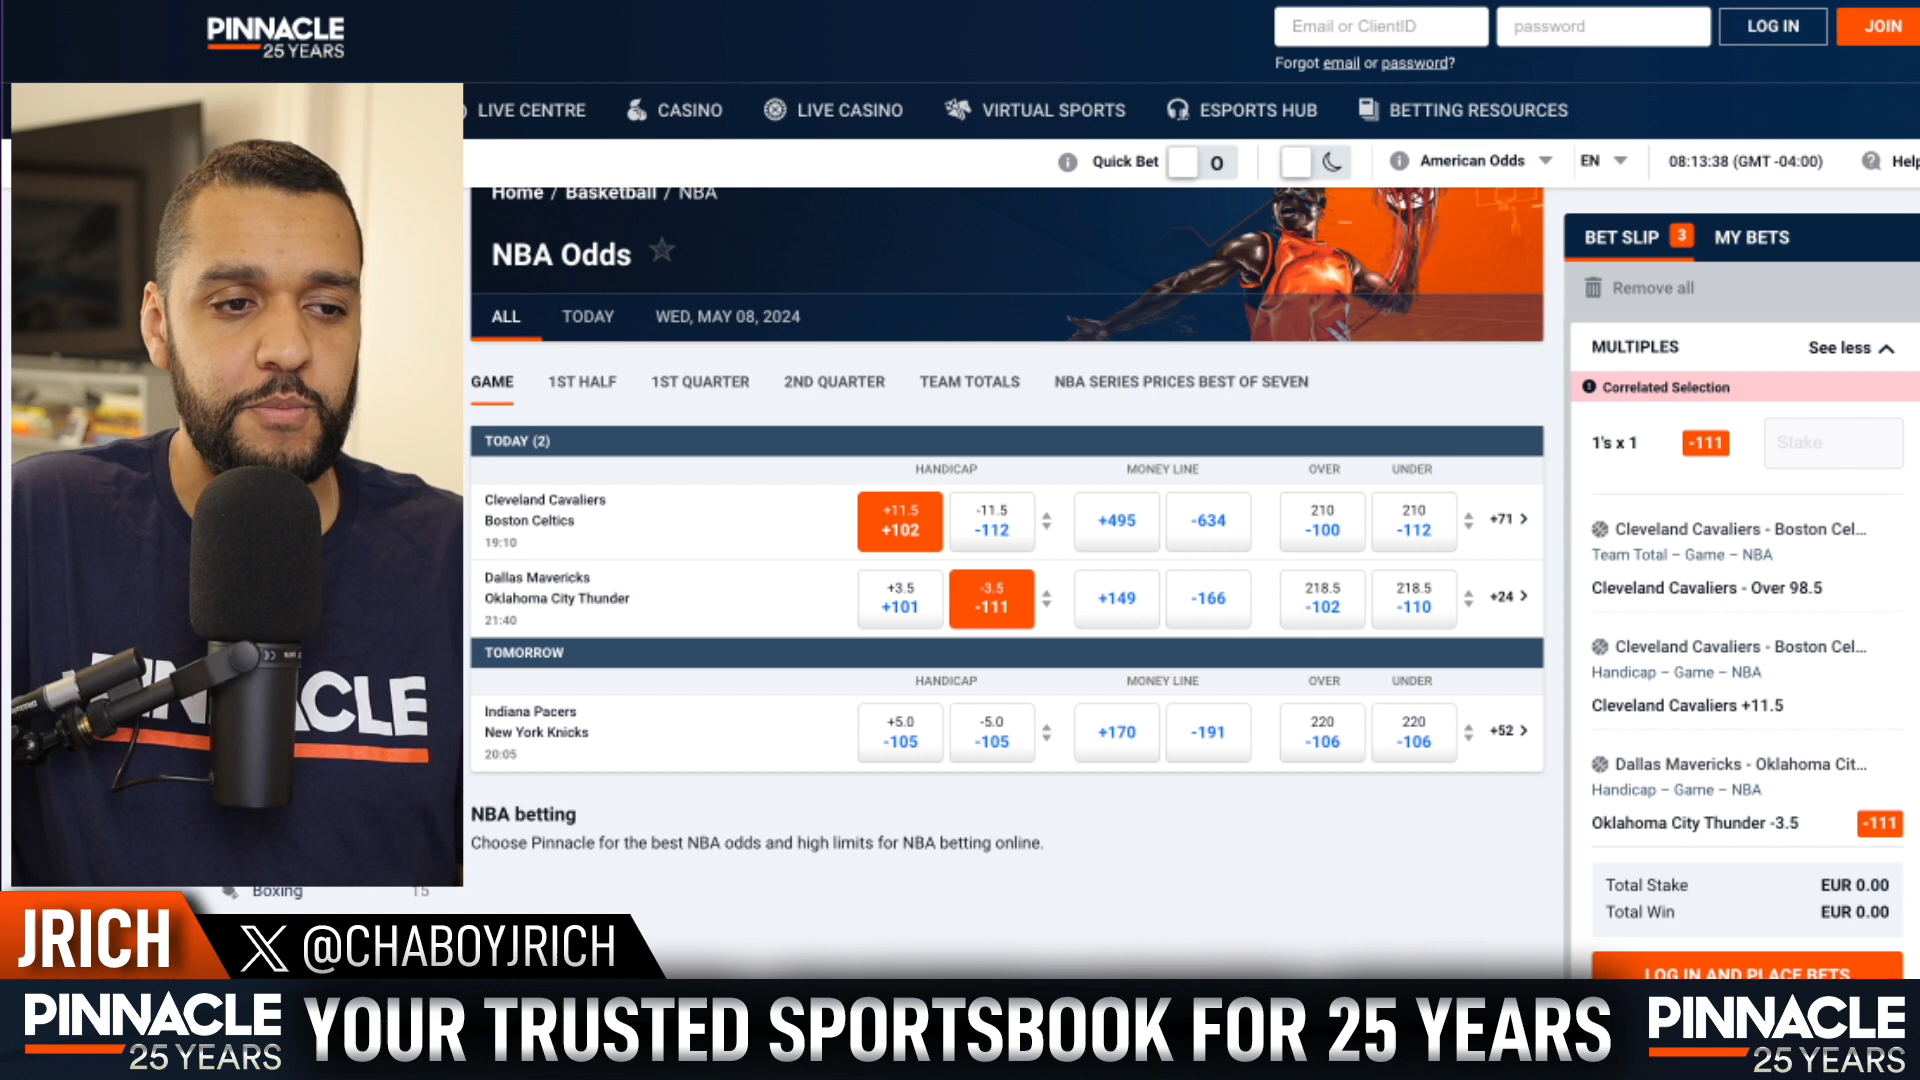 PINNACLE
25 YEARS
Email or ClientID
password
LOG IN
JOIN
Forgot email or password?
LIVE CENTRE
CASINO
LIVE CASINO
VIRTUAL SPORTS
ESPORTS HUB
BETTING RESOURCES
Quick Bet
O
American Odds
EN
08:13:38 (GMT -04:00)
Help
Home / Basketball / NBA
NBA Odds
ALL
TODAY
WED, MAY 08, 2024
GAME
1ST HALF
1ST QUARTER
2ND QUARTER
TEAM TOTALS
NBA SERIES PRICES BEST OF SEVEN
TODAY (2)
HANDICAP MONEY LINE OVER UNDER
Cleveland Cavaliers
Boston Celtics
19:10
+11.5
+102
-11.5
-112
+495
-634
210
-100
210
-112
+71
Dallas Mavericks
Oklahoma City Thunder
21:40
+3.5
+101
-3.5
-111
+149
-166
218.5
-102
218.5
-110
+24
TOMORROW
HANDICAP MONEY LINE OVER UNDER
Indiana Pacers
New York Knicks
20:05
+5.0
-105
-5.0
-105
+170
-191
220
-106
220
-106
+52
NBA betting
Choose Pinnacle for the best NBA odds and high limits for NBA betting online.
BET SLIP 3
MY BETS
Remove all
MULTIPLES
See less
Correlated Selection
1's x 1
-111
Stake
Cleveland Cavaliers - Boston Cel...
Team Total – Game – NBA
Cleveland Cavaliers - Over 98.5
Cleveland Cavaliers - Boston Cel...
Handicap – Game – NBA
Cleveland Cavaliers +11.5
Dallas Mavericks - Oklahoma Cit...
Handicap – Game – NBA
Oklahoma City Thunder -3.5
-111
Total Stake EUR 0.00
Total Win EUR 0.00
LOG IN AND PLACE BETS
Boxing 15
JRICH
X @CHABOYJRICH
PINNACLE
25 YEARS
YOUR TRUSTED SPORTSBOOK FOR 25 YEARS
PINNACLE
25 YEARS